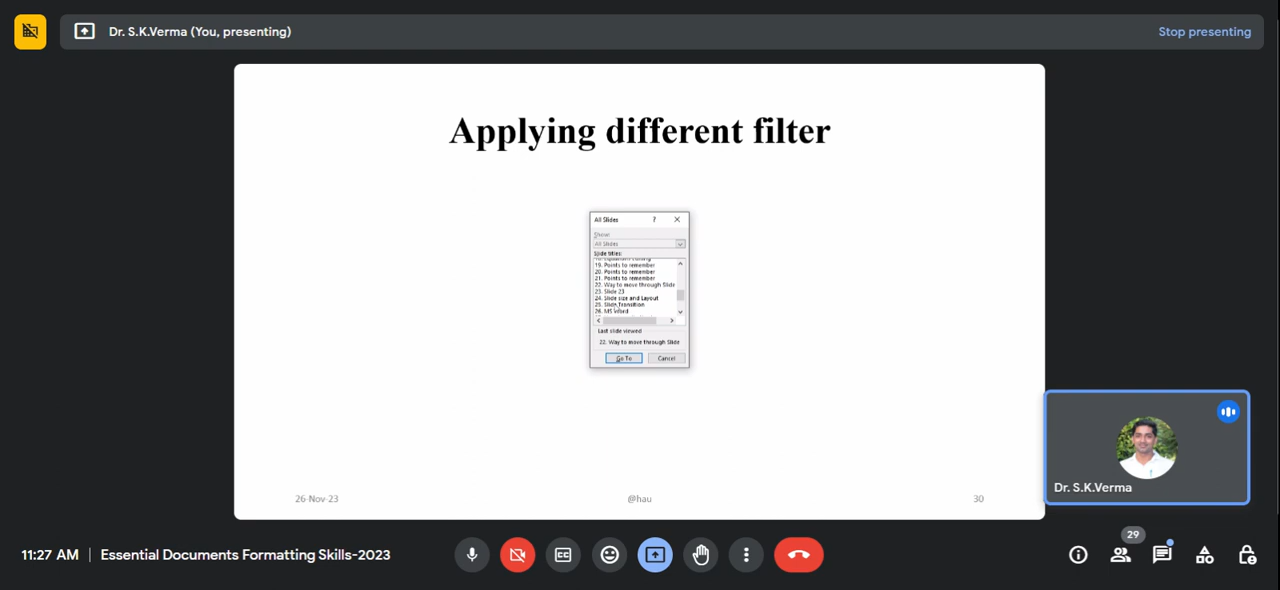 Dr. S.K.Verma (You, presenting)
Stop presenting
Applying different filter
All Slides ?
Show:
All Slides
Slide titles:
19. Points to remember
20. Points to remember
21. Points to remember
22. Way to move through Slide
23. Slide 23
24. Slide size and Layout
25. Slide Transition
26. MS Word
Last slide viewed
22. Way to move through Slide
Go To Cancel
26-Nov-23 @hau 30
Dr. S.K.Verma
29
11:27 AM | Essential Documents Formatting Skills-2023